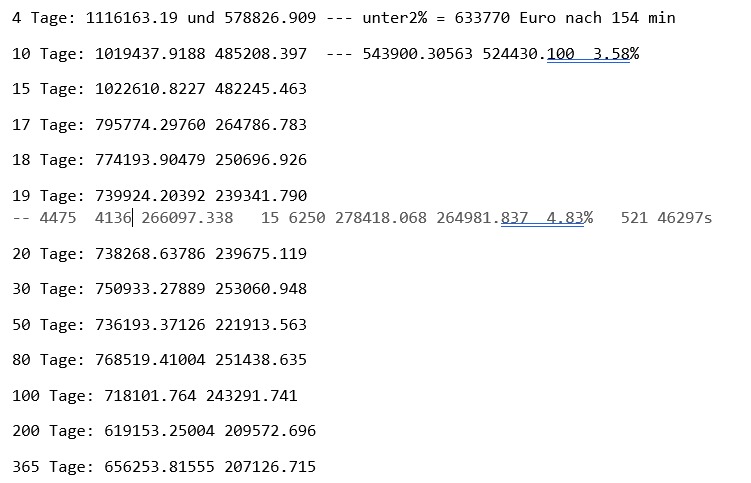 4 Tage: 1116163.19 und 578826.909 --- unter2% = 633770 Euro nach 154 min
10 Tage: 1019437.9188 485208.397  --- 543900.30563 524430.100  3.58%
15 Tage: 1022610.8227 482245.463
17 Tage: 795774.29760 264786.783
18 Tage: 774193.90479 250696.926
19 Tage: 739924.20392 239341.790
-- 4475  4136 266097.338   15 6250 278418.068 264981.837  4.83%   521 46297s
20 Tage: 738268.63786 239675.119
30 Tage: 750933.27889 253060.948
50 Tage: 736193.37126 221913.563
80 Tage: 768519.41004 251438.635
100 Tage: 718101.764 243291.741
200 Tage: 619153.25004 209572.696
365 Tage: 656253.81555 207126.715